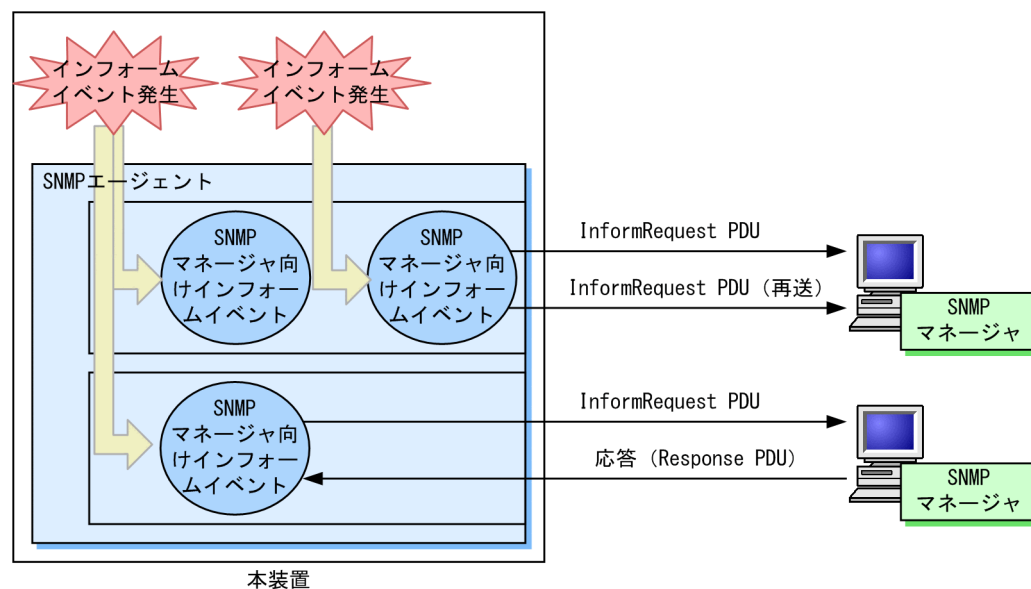 インフォーム
イベント発生
インフォーム
イベント発生
SNMPエージェント
SNMP
マネージャ向
けインフォー
ムイベント
SNMP
マネージャ向
けインフォー
ムイベント
InformRequest PDU
InformRequest PDU（再送）
SNMP
マネージャ
SNMP
マネージャ向
けインフォー
ムイベント
InformRequest PDU
応答（Response PDU）
SNMP
マネージャ
本装置